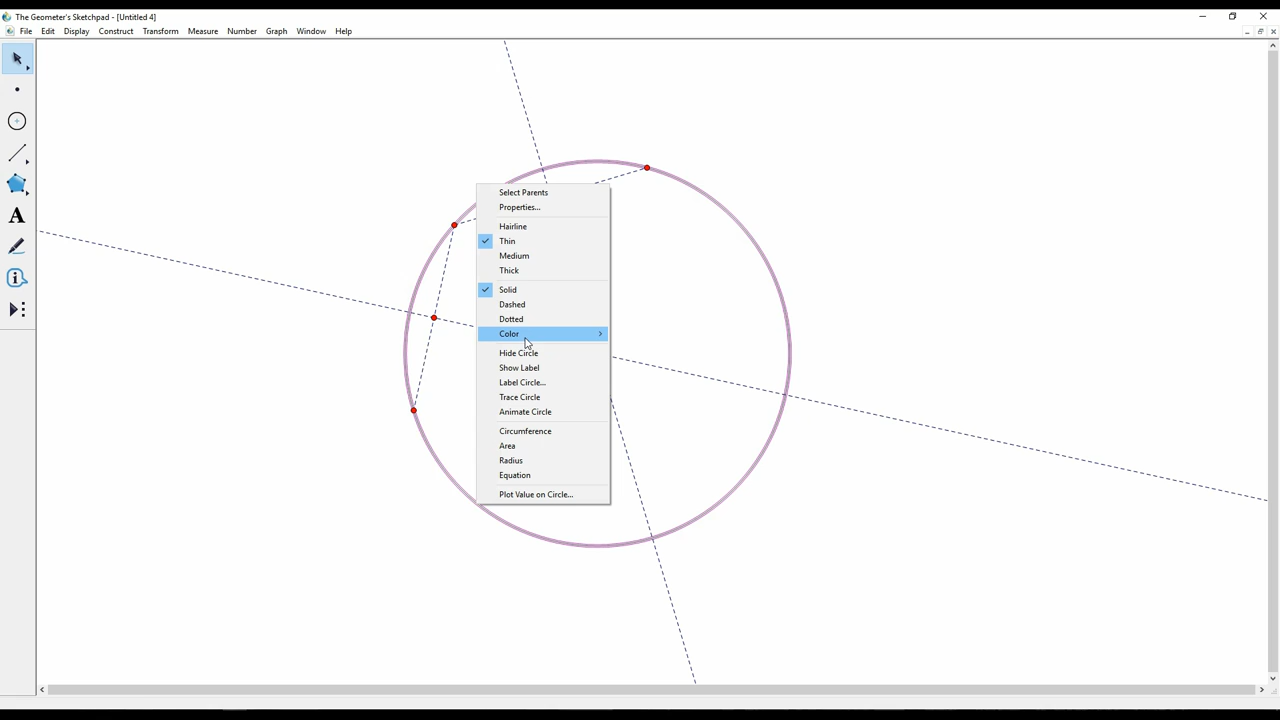 The Geometer's Sketchpad - [Untitled 4]
File Edit Display Construct Transform Measure Number Graph Window Help
Select Parents
Properties...
Hairline
Thin
Medium
Thick
Solid
Dashed
Dotted
Color
Hide Circle
Show Label
Label Circle...
Trace Circle
Animate Circle
Circumference
Area
Radius
Equation
Plot Value on Circle...
A
i